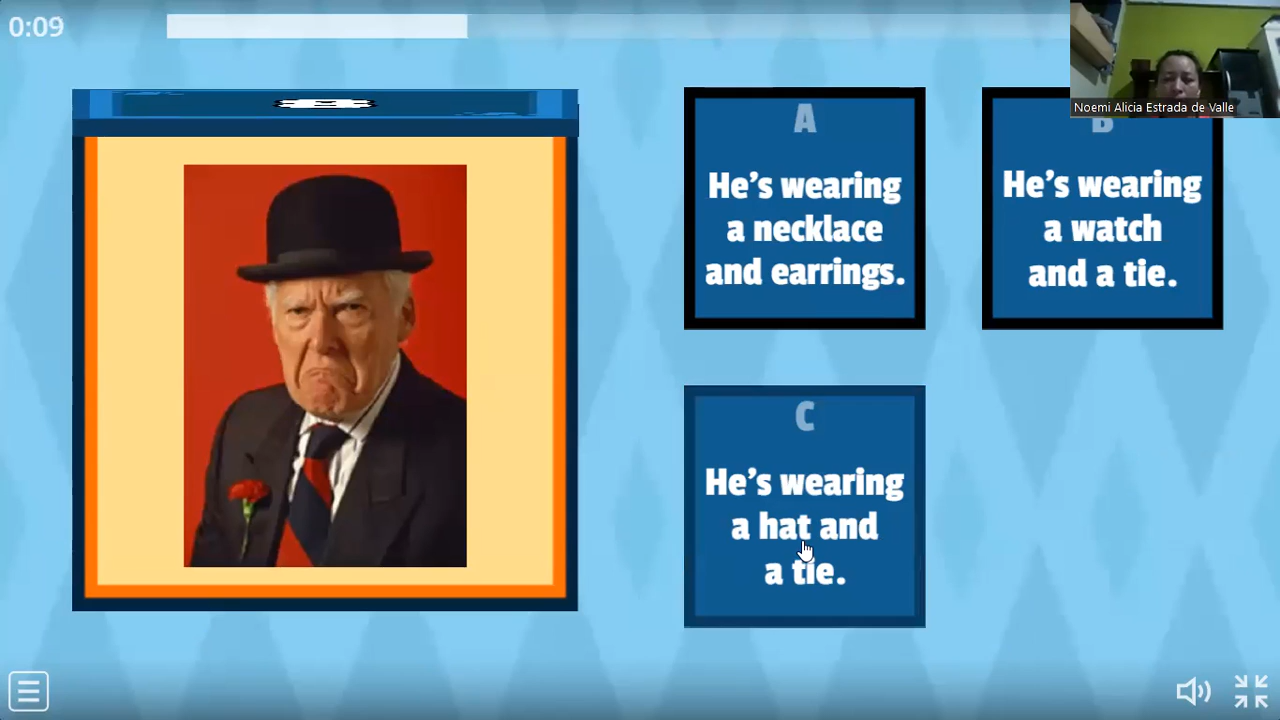 0:09
Noemi Alicia Estrada de Valle
A
He's wearing
a necklace
and earrings.
B
He's wearing
a watch
and a tie.
C
He's wearing
a hat and
a tie.